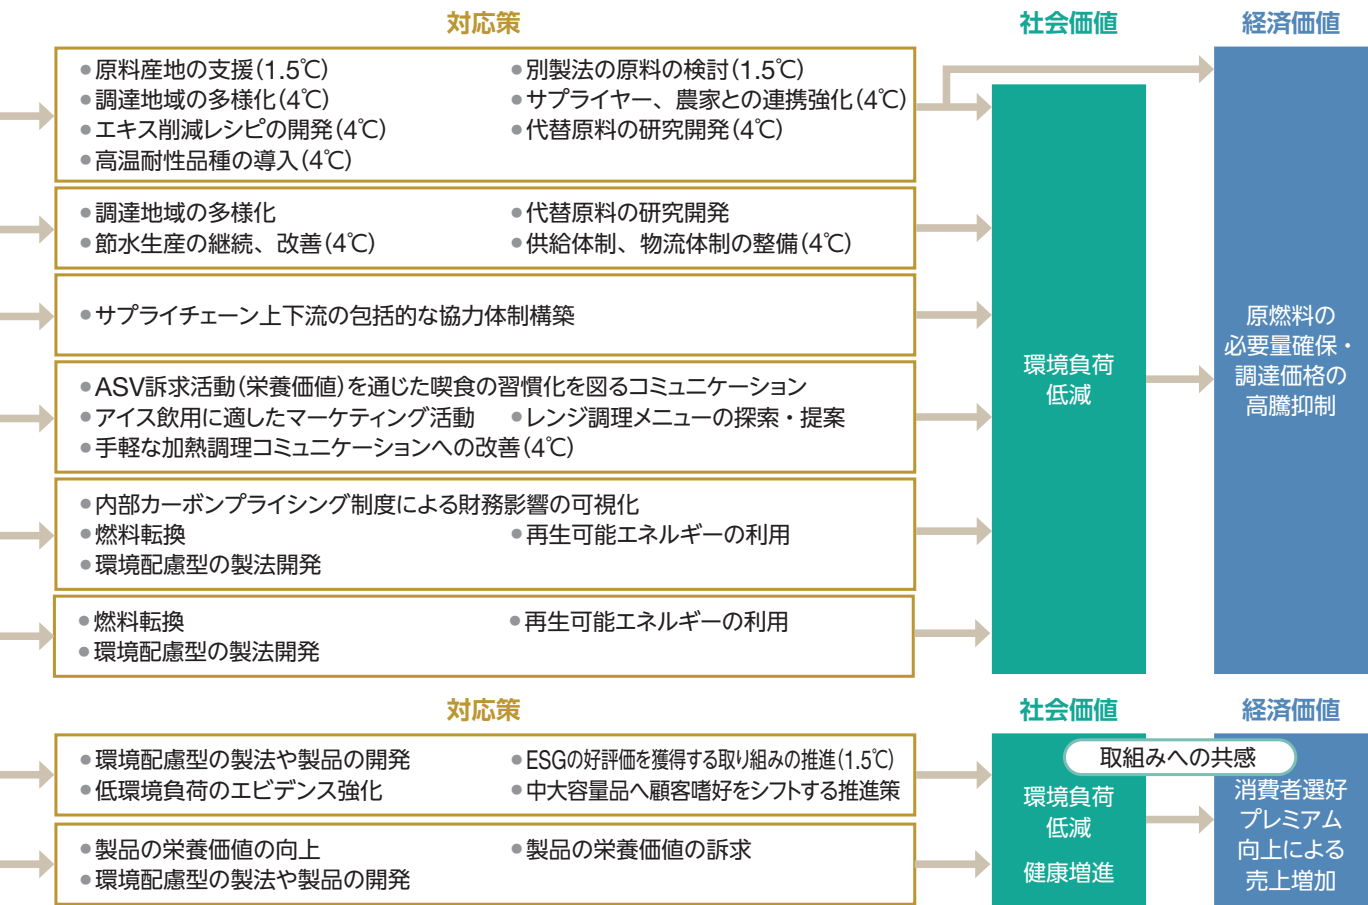 対応策
社会価値
経済価値
●原料産地の支援(1.5℃) ●別製法の原料の検討(1.5℃)
●調達地域の多様化(4℃) ●サプライヤー、農家との連携強化(4℃)
●エキス削減レシピの開発(4℃) ●代替原料の研究開発(4℃)
●高温耐性品種の導入(4℃)
●調達地域の多様化 ●代替原料の研究開発
●節水生産の継続、改善(4℃) ●供給体制、物流体制の整備(4℃)
●サプライチェーン上下流の包括的な協力体制構築
●ASV訴求活動(栄養価値)を通じた喫食の習慣化を図るコミュニケーション
●アイス飲用に適したマーケティング活動 ●レンジ調理メニューの探索・提案
●手軽な加熱調理コミュニケーションへの改善(4℃)
●内部カーボンプライシング制度による財務影響の可視化
●燃料転換 ●再生可能エネルギーの利用
●環境配慮型の製法開発
●燃料転換 ●再生可能エネルギーの利用
●環境配慮型の製法開発
環境負荷
低減
原燃料の
必要量確保・
調達価格の
高騰抑制
対応策
社会価値
経済価値
●環境配慮型の製法や製品の開発 ●ESGの好評価を獲得する取り組みの推進(1.5℃)
●低環境負荷のエビデンス強化 ●中大容量品へ顧客嗜好をシフトする推進策
●製品の栄養価値の向上 ●製品の栄養価値の訴求
●環境配慮型の製法や製品の開発
取組みへの共感
環境負荷
低減
健康増進
消費者選好
プレミアム
向上による
売上増加